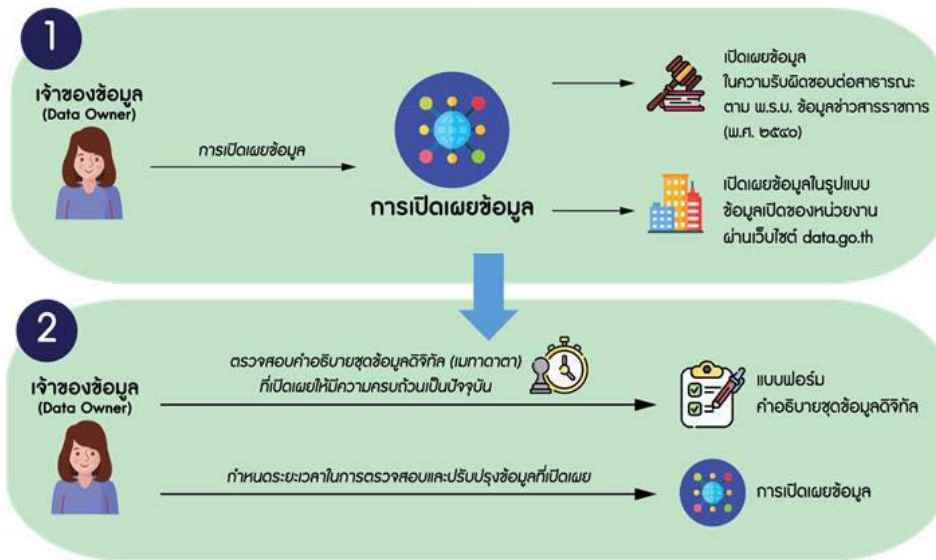 1
เจ้าของข้อมูล
(Data Owner)
การเปิดเผยข้อมูล
การเปิดเผยข้อมูล
เปิดเผยข้อมูล
ในความรับผิดชอบต่อสาธารณะ
ตาม พ.ร.บ. ข้อมูลข่าวสารราชการ
(พ.ศ. ๒๕๔๐)
เปิดเผยข้อมูลในรูปแบบ
ข้อมูลเปิดของหน่วยงาน
ผ่านเว็บไซต์ data.go.th
2
เจ้าของข้อมูล
(Data Owner)
ตรวจสอบคำอธิบายชุดข้อมูลดิจิทัล (เมทาดาตา)
ที่เปิดเผยให้มีความครบถ้วนเป็นปัจจุบัน
แบบฟอร์ม
คำอธิบายชุดข้อมูลดิจิทัล
กำหนดระยะเวลาในการตรวจสอบและปรับปรุงข้อมูลที่เปิดเผย
การเปิดเผยข้อมูล